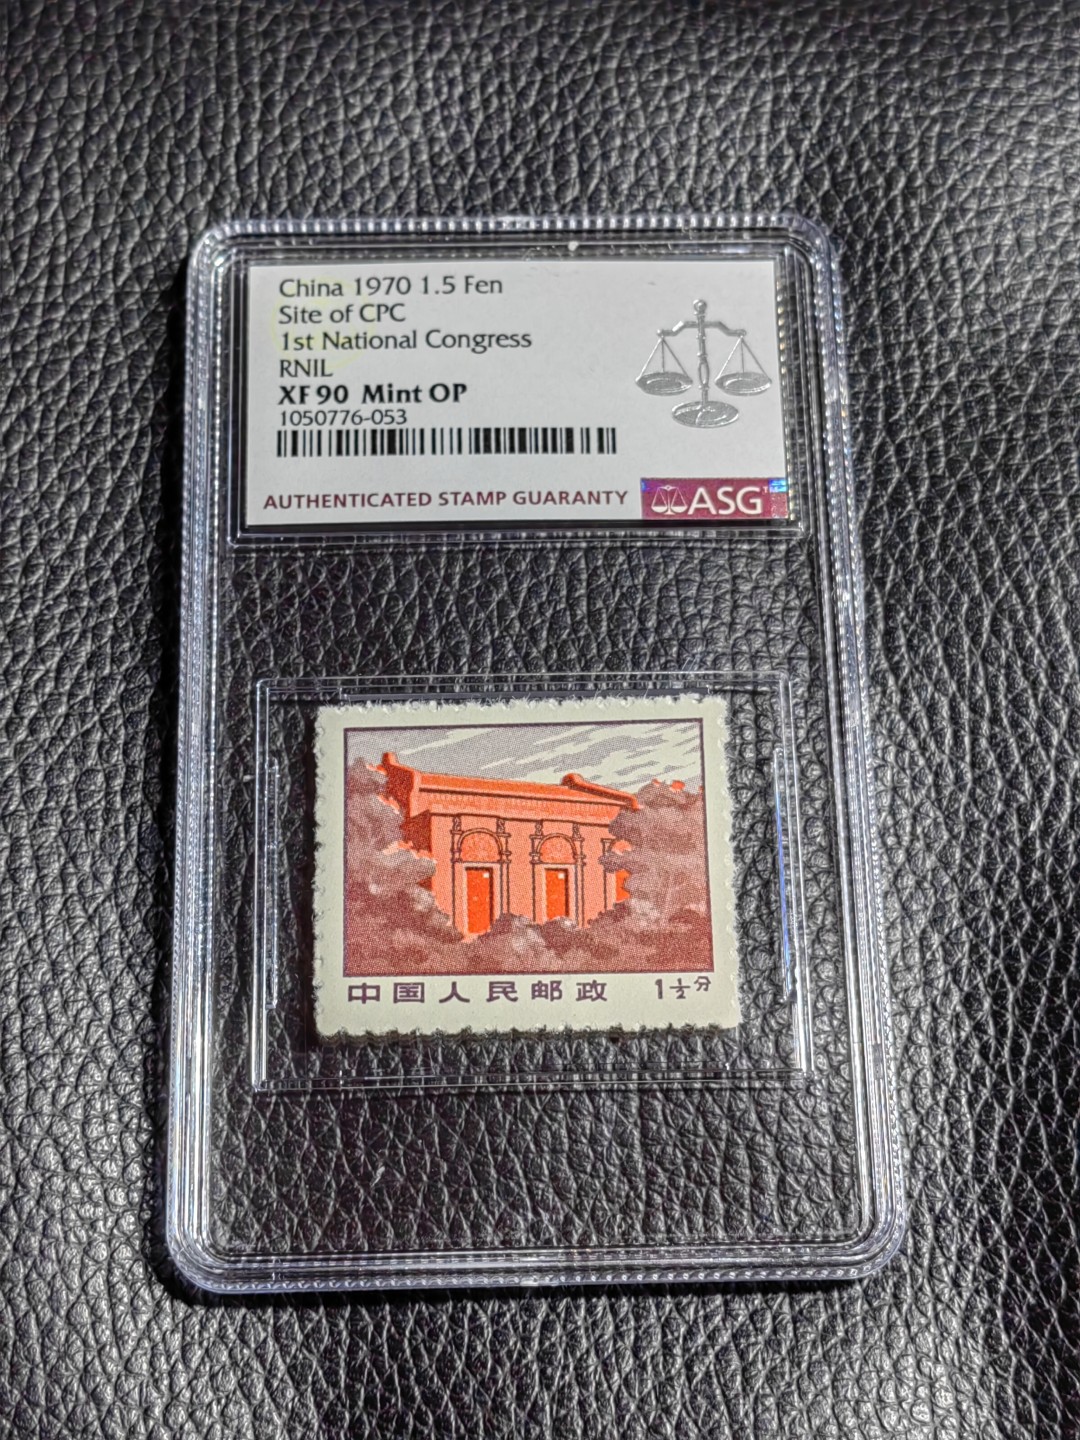 China 1970 1.5 Fen
Site of CPC
1st National Congress
RNIL
XF 90 Mint OP
1050776-053
AUTHENTICATED STAMP GUARANTY
ASG™
中国人民邮政 1½分